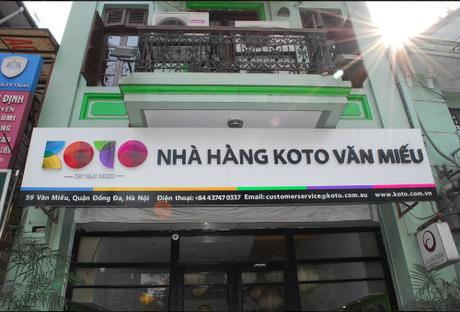 KOTO
NHÀ HÀNG KOTO VĂN MIẾU
59 Văn Miếu, Quận Đống Đa, Hà Nội Điện thoại: +84 43747 0337 Email: customerservice@koto.com.au www.koto.com.vn
ĐỊNH